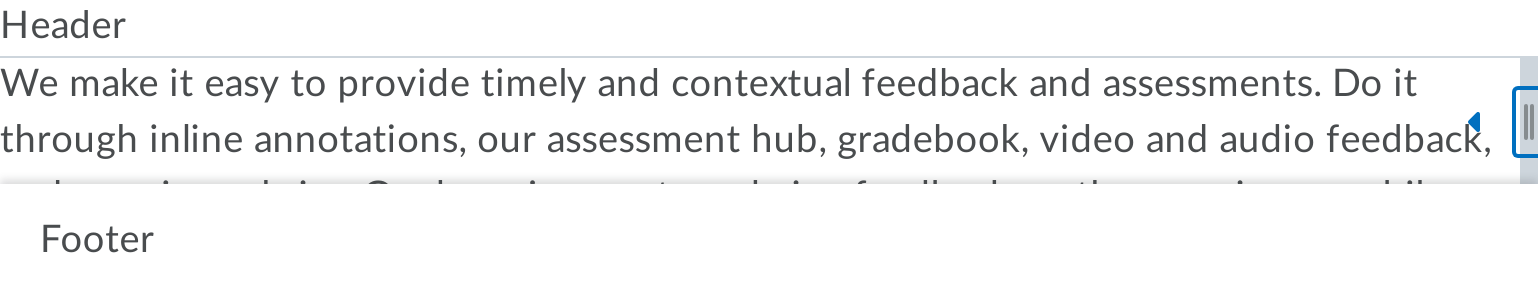 Header
We make it easy to provide timely and contextual feedback and assessments. Do it
through inline annotations, our assessment hub, gradebook, video and audio feedback,
Footer